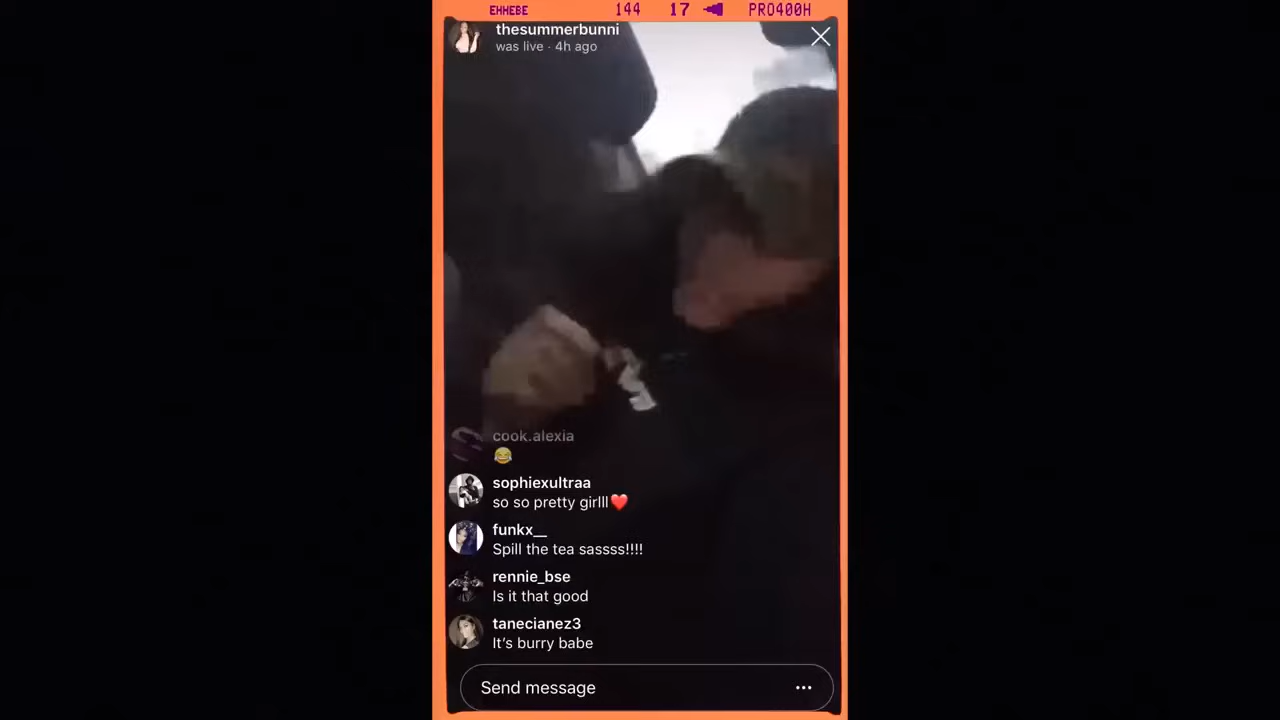 EHHEBE 144 17 PRO400H
thesummerbunni
was live · 4h ago
cook.alexia
😂
sophiexultraa
so so pretty girlll❤️
funkx__
Spill the tea sassss!!!!
rennie_bse
Is it that good
tanecianez3
It’s burry babe
Send message